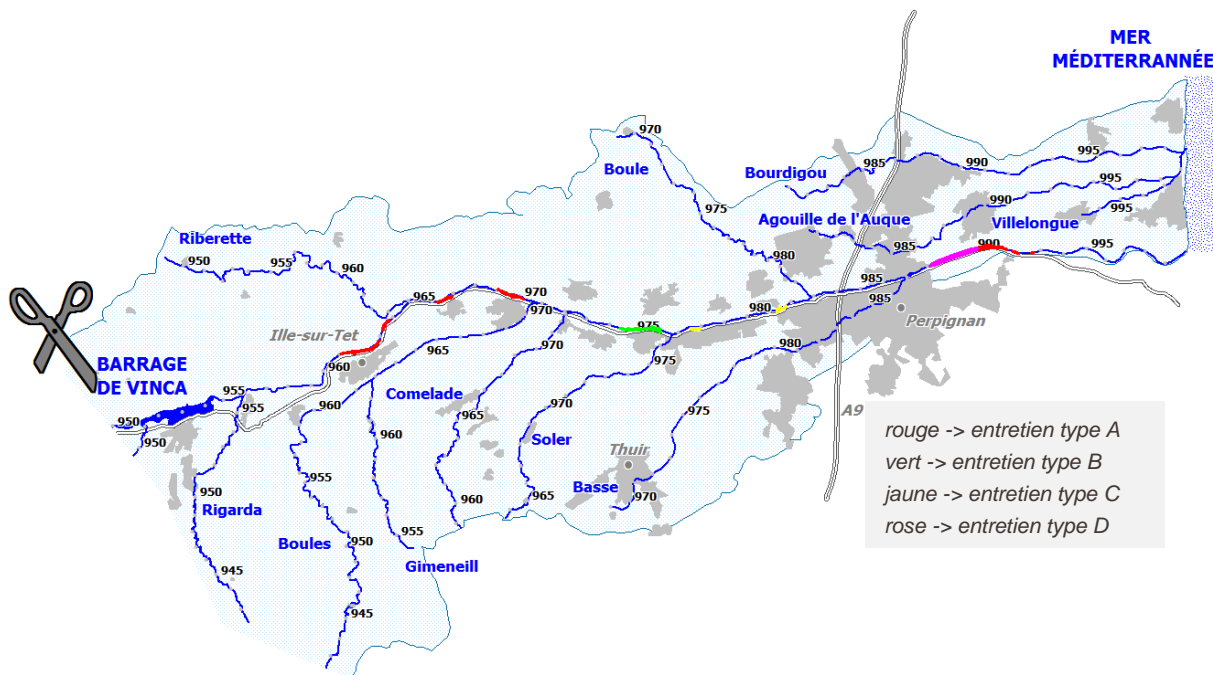 MER
MÉDITERRANNÉE
970
Boule
985
990
995
Bourdigou
995
975
990
995
Agouille de l'Auque
Villelongue
Riberette
950
955
960
980
985
990
995
965
970
970
985
985
980
975
Perpignan
Ille-sur-Tet
960
965
970
975
980
BARRAGE
DE VINCA
955
955
950
950
960
Comelade
965
970
975
A9
960
Soler
Thuir
955
950
Rigarda
960
965
Basse
970
Boules
950
955
Gimeneill
945
945
rouge -> entretien type A
vert -> entretien type B
jaune -> entretien type C
rose -> entretien type D